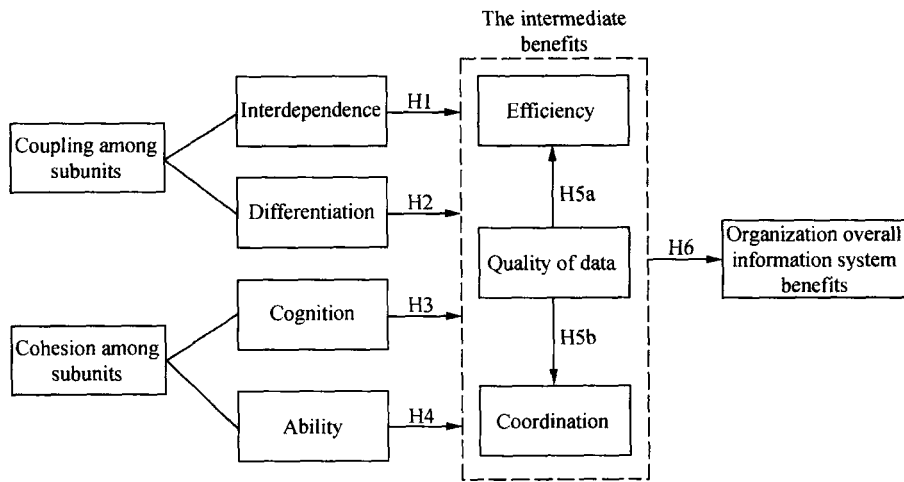 The intermediate
benefits
Interdependence
H1
Efficiency
Coupling among
subunits
H5a
Differentiation
H2
Quality of data
H6
Organization overall
information system
benefits
Cognition
H3
Cohesion among
subunits
H5b
Ability
H4
Coordination